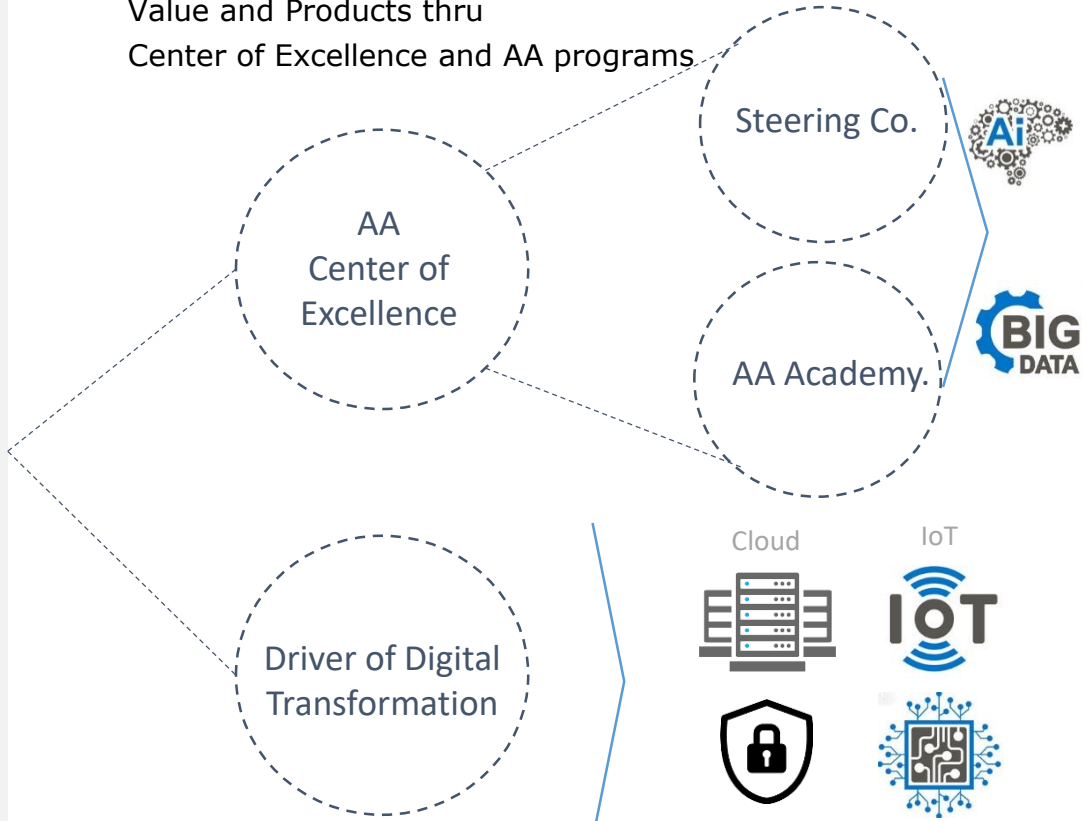 Value and Products thru
Center of Excellence and AA programs
Steering Co.
Ai
AA
Center of
Excellence
BIG
DATA
AA Academy.
Cloud
IoT
IoT
Driver of Digital
Transformation